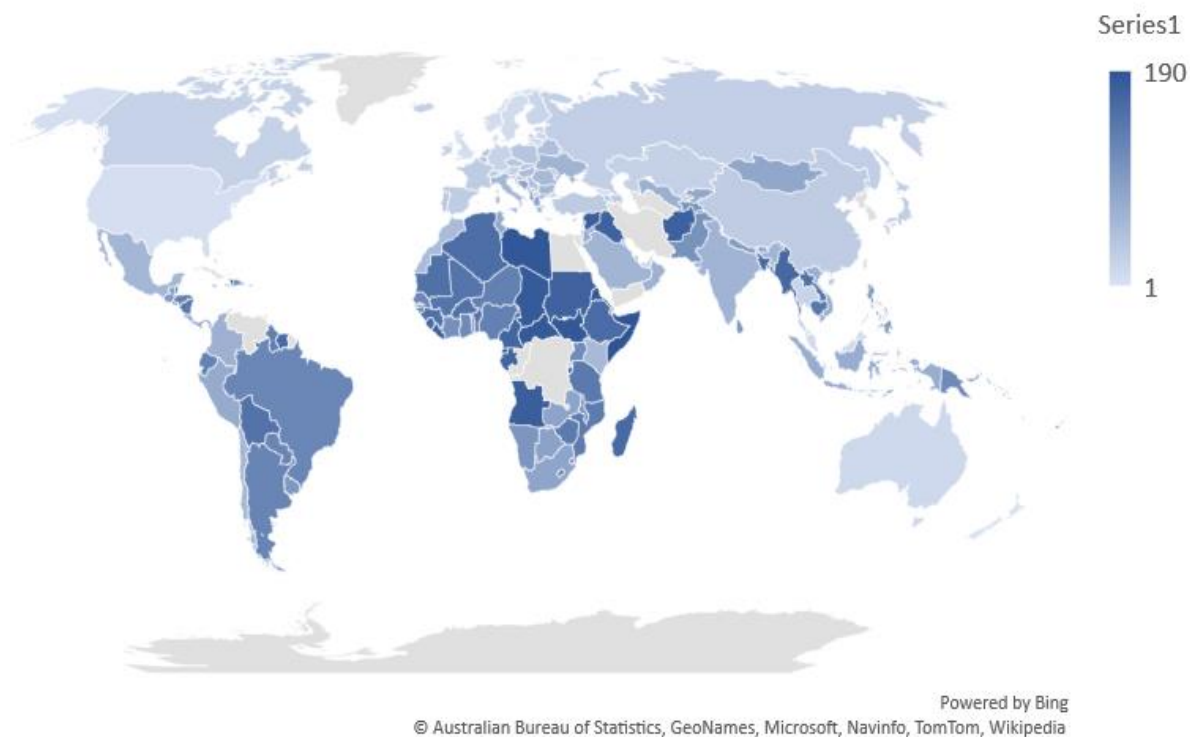 Series1
190
1
Powered by Bing
© Australian Bureau of Statistics, GeoNames, Microsoft, Navinfo, TomTom, Wikipedia